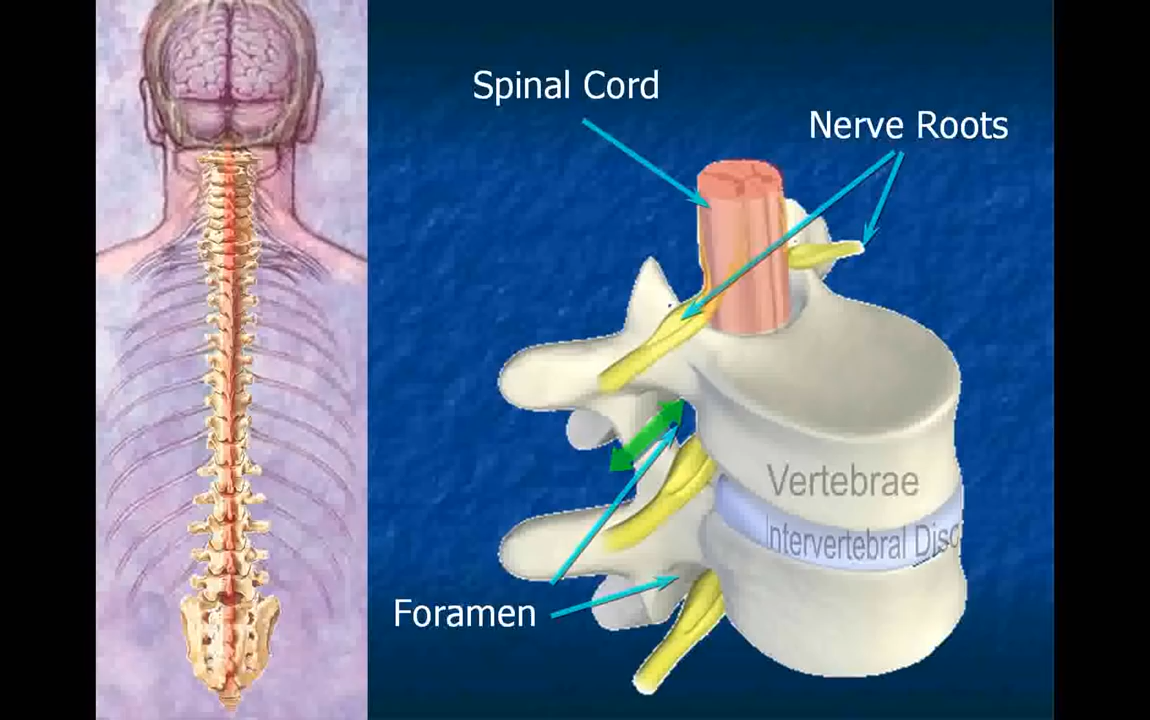 Spinal Cord
Nerve Roots
Vertebrae
Intervertebral Disc
Foramen